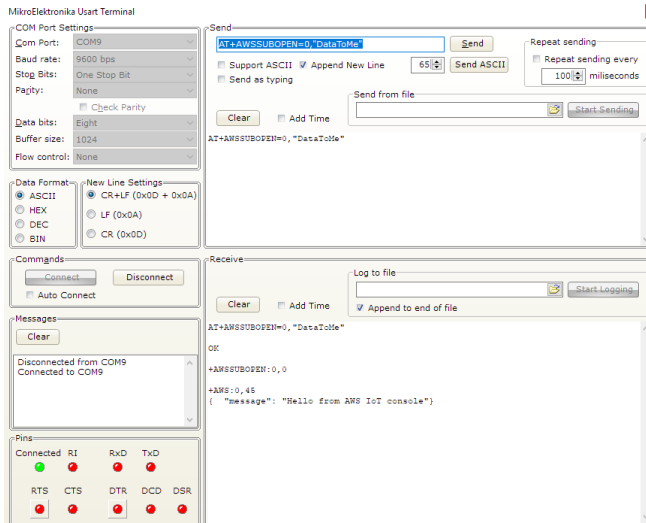 MikroElektronika Usart Terminal
COM Port Settings
Com Port: COM9
Baud rate: 9600 bps
Stop Bits: One Stop Bit
Parity: None
Check Parity
Data bits: Eight
Buffer size: 1024
Flow control: None
Data Format
ASCII
HEX
DEC
BIN
New Line Settings
CR+LF (0x0D + 0x0A)
LF (0x0A)
CR (0x0D)
Commands
Connect Disconnect
Auto Connect
Messages
Clear
Disconnected from COM9
Connected to COM9
Pins
Connected RI RxD TxD
RTS CTS DTR DCD DSR
Send
AT+AWSSUBOPEN=0,"DataToMe" Send
Support ASCII Append New Line 65 Send ASCII
Send as typing
Repeat sending
Repeat sending every
100 miliseconds
Send from file
Clear Add Time Start Sending
AT+AWSSUBOPEN=0,"DataToMe"
Receive
Log to file
Start Logging
Clear Add Time Append to end of file
AT+AWSSUBOPEN=0,"DataToMe"
OK
+AWSSUBOPEN:0,0
+AWS:0,45
{ "message": "Hello from AWS IoT console"}